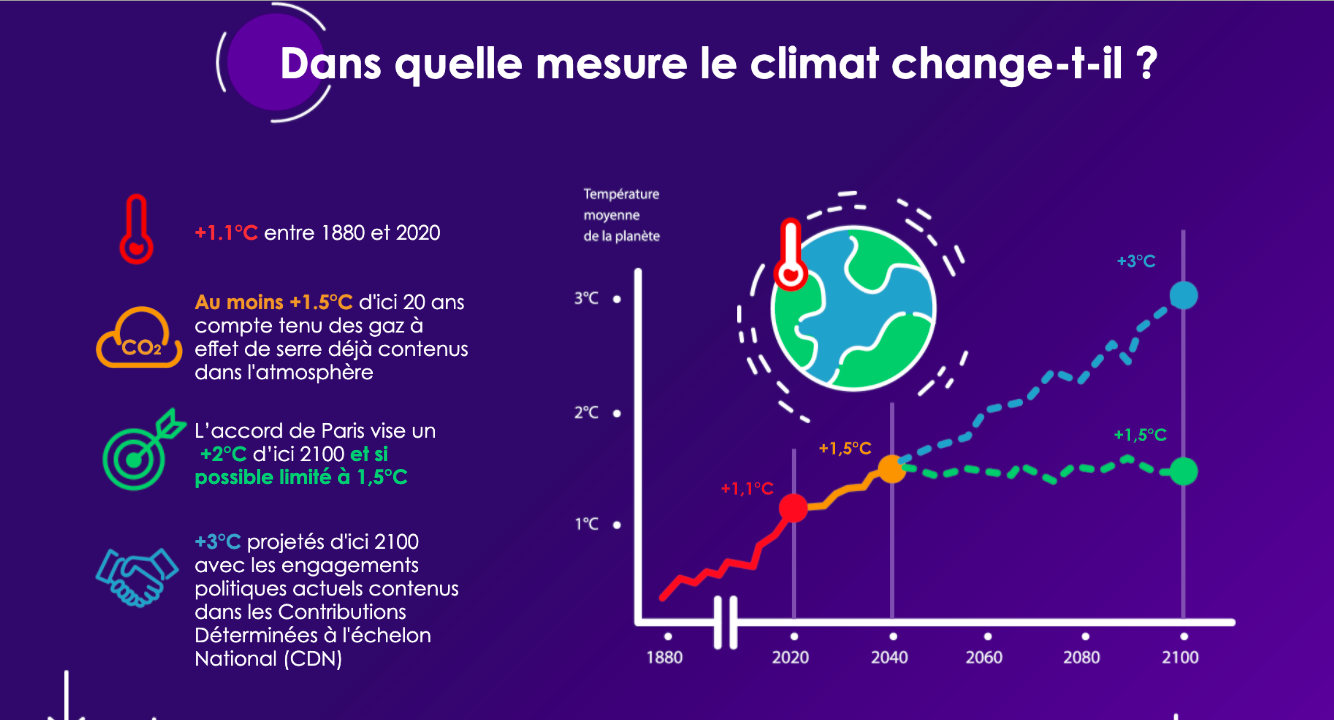 Dans quelle mesure le climat change-t-il ?
+1.1°C entre 1880 et 2020
Au moins +1.5°C d'ici 20 ans
compte tenu des gaz à
effet de serre déjà contenus
dans l'atmosphère
CO2
L’accord de Paris vise un
+2°C d’ici 2100 et si
possible limité à 1,5°C
+3°C projetés d'ici 2100
avec les engagements
politiques actuels contenus
dans les Contributions
Déterminées à l'échelon
National (CDN)
Température
moyenne
de la planète
3°C
2°C
1°C
+1,1°C
+1,5°C
+3°C
+1,5°C
1880
2020
2040
2060
2080
2100